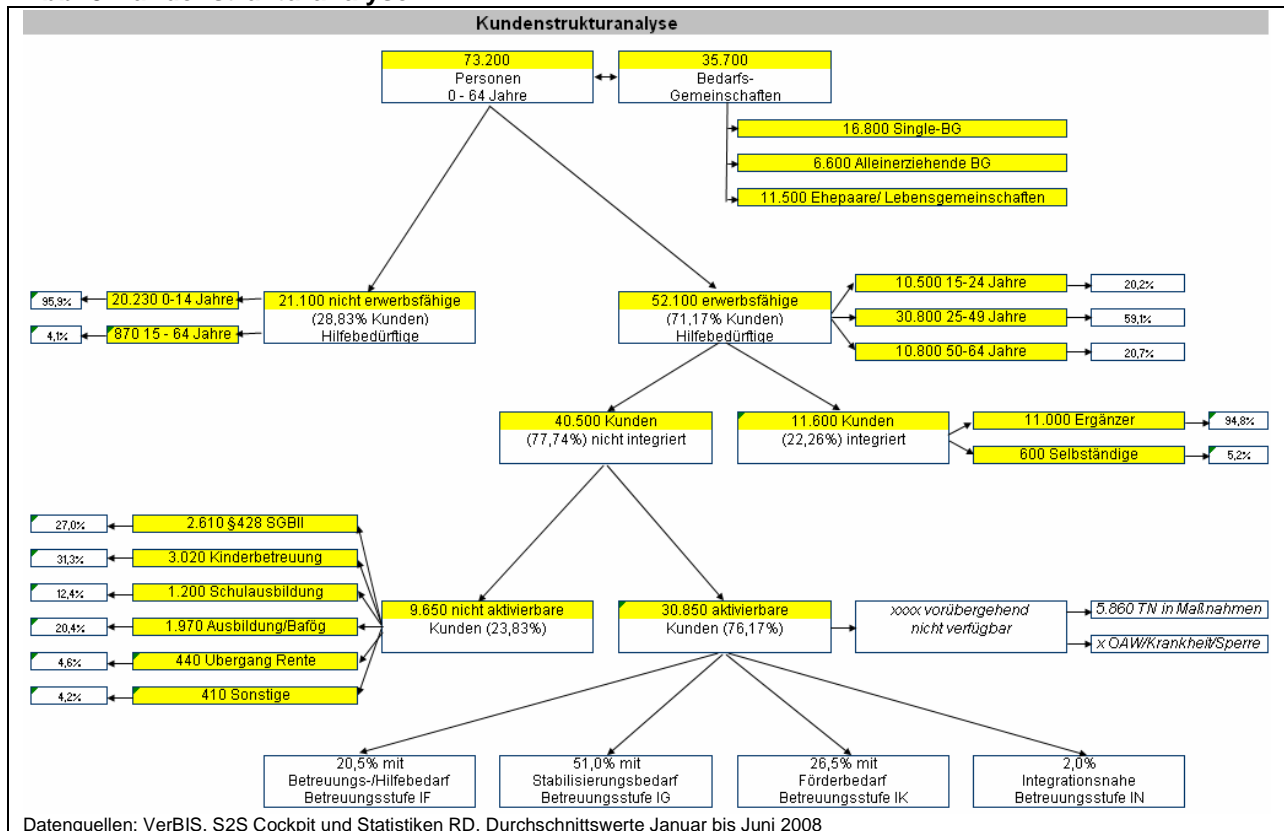 Kundenstrukturanalyse
73.200
Personen
0 - 64 Jahre
35.700
Bedarfs-
Gemeinschaften
16.800 Single-BG
6.600 Alleinerziehende BG
11.500 Ehepaare/ Lebensgemeinschaften
95,9%
20.230 0-14 Jahre
4,1%
870 15 - 64 Jahre
21.100 nicht erwerbsfähige
(28,83% Kunden)
Hilfebedürftige
52.100 erwerbsfähige
(71,17% Kunden)
Hilfebedürftige
10.500 15-24 Jahre
20,2%
30.800 25-49 Jahre
59,1%
10.800 50-64 Jahre
20,7%
40.500 Kunden
(77,74%) nicht integriert
11.600 Kunden
(22,26%) integriert
11.000 Ergänzer
94,8%
600 Selbständige
5,2%
27,0%
2.610 §428 SGBII
31,3%
3.020 Kinderbetreuung
12,4%
1.200 Schulausbildung
20,4%
1.970 Ausbildung/Bafög
4,6%
440 Übergang Rente
4,2%
410 Sonstige
9.650 nicht aktivierbare
Kunden (23,83%)
30.850 aktivierbare
Kunden (76,17%)
xxxx vorübergehend
nicht verfügbar
5.860 TN in Maßnahmen
x OAW/Krankheit/Sperre
20,5% mit
Betreuungs-/Hilfebedarf
Betreuungsstufe IF
51,0% mit
Stabilisierungsbedarf
Betreuungsstufe IG
26,5% mit
Förderbedarf
Betreuungsstufe IK
2,0%
Integrationsnahe
Betreuungsstufe IN
Datenquellen: VerBIS, S2S Cockpit und Statistiken RD, Durchschnittswerte Januar bis Juni 2008